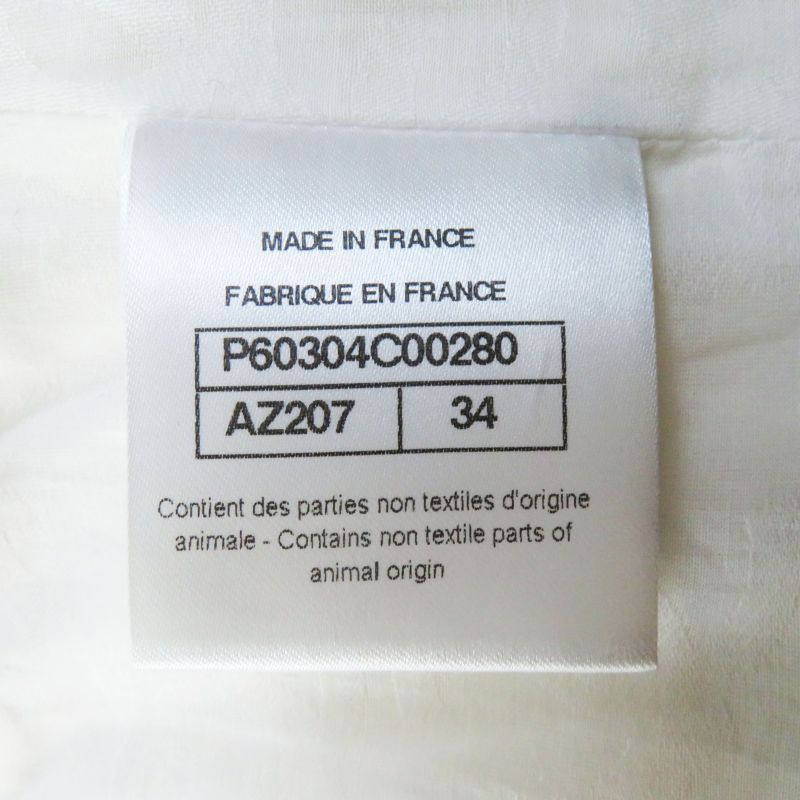 MADE IN FRANCE
FABRIQUE EN FRANCE
P60304C00280
AZ207 34
Contient des parties non textiles d'origine
animale - Contains non textile parts of
animal origin